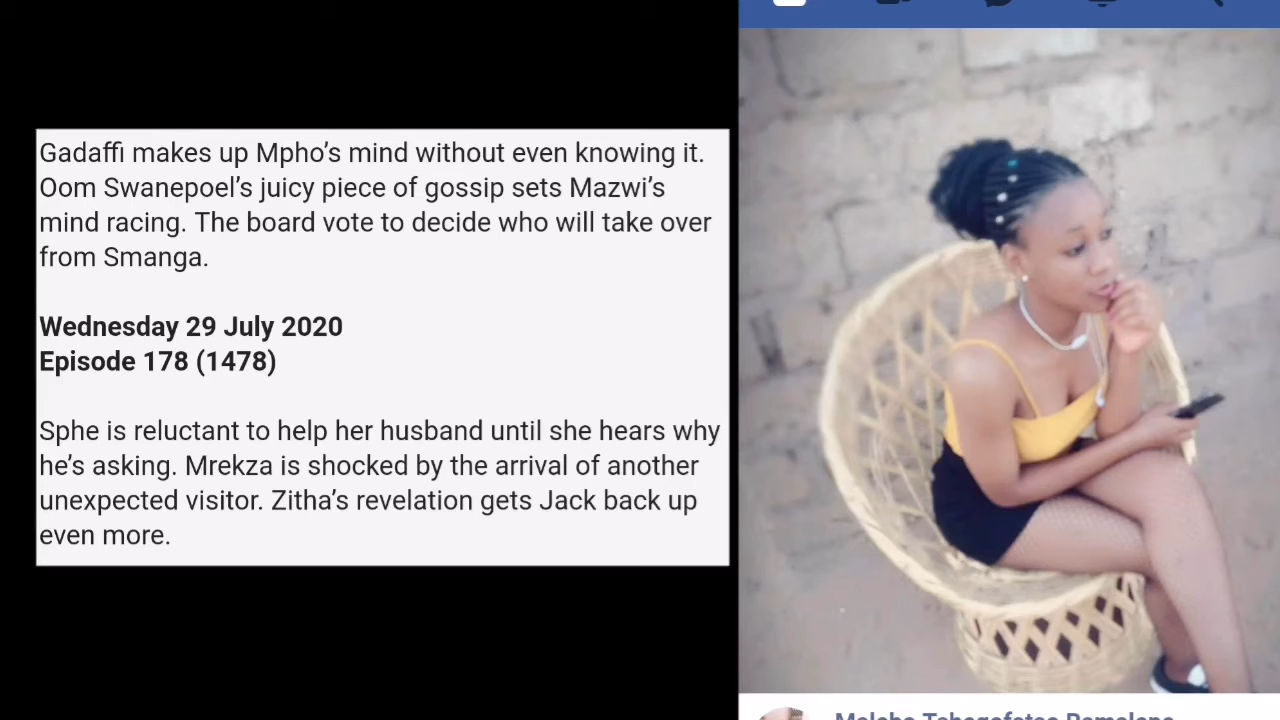 Gadaffi makes up Mpho’s mind without even knowing it.
Oom Swanepoel’s juicy piece of gossip sets Mazwi’s
mind racing. The board vote to decide who will take over
from Smanga.
Wednesday 29 July 2020
Episode 178 (1478)
Sphe is reluctant to help her husband until she hears why
he’s asking. Mrekza is shocked by the arrival of another
unexpected visitor. Zitha’s revelation gets Jack back up
even more.